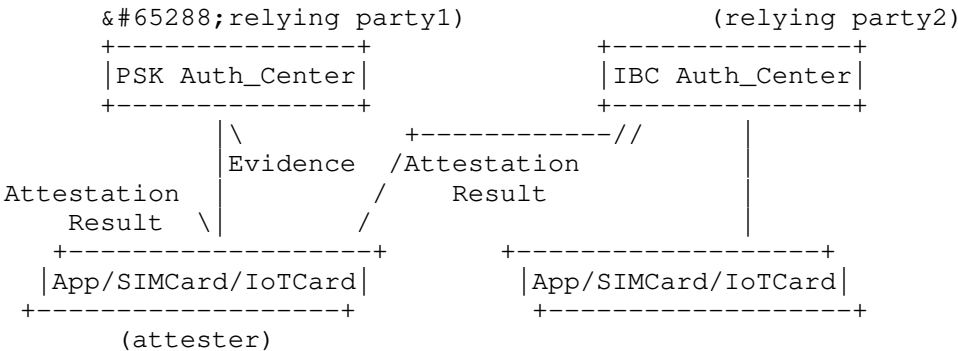 &#65288;relying party1) (relying party2)
PSK Auth_Center IBC Auth_Center
Evidence Attestation
Attestation Result
Result
App/SIMCard/IoTCard App/SIMCard/IoTCard
(attester)